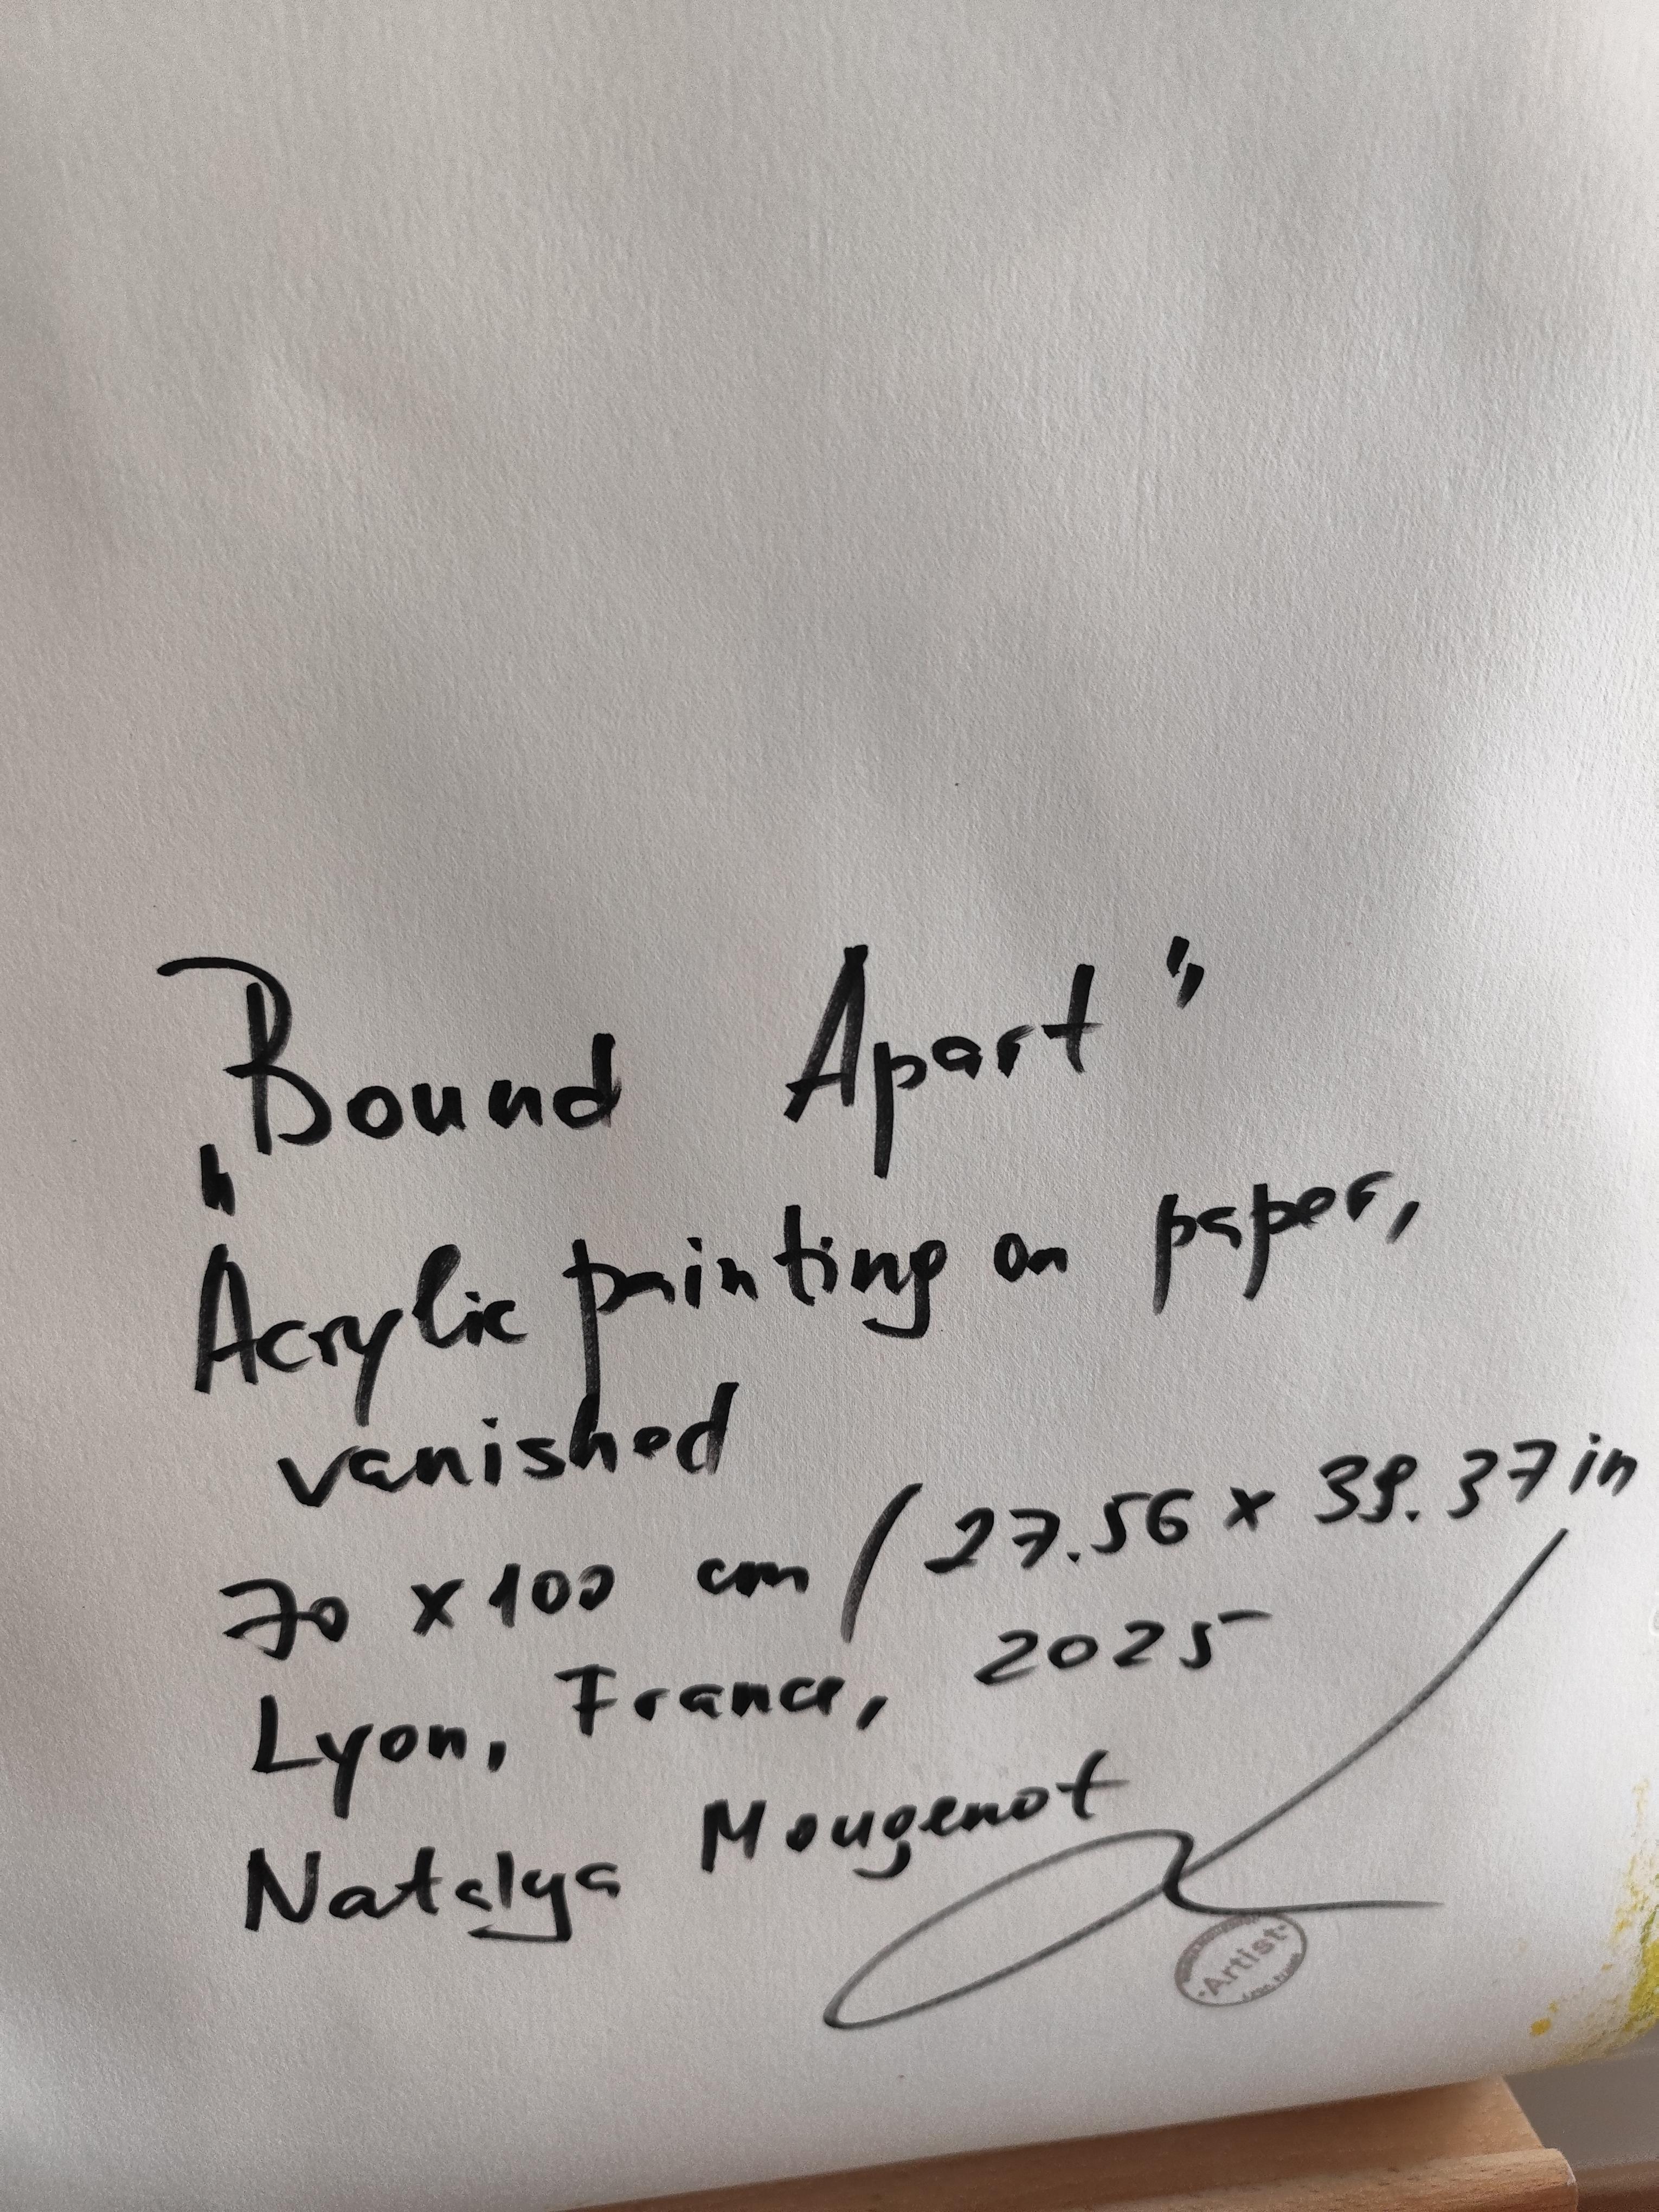 „Bound Apart"
Acrylic painting on paper,
vanished
70 x 100 cm / 27.56 x 39.37 in
Lyon, France, 2025
Natalya Mougenot
Artist